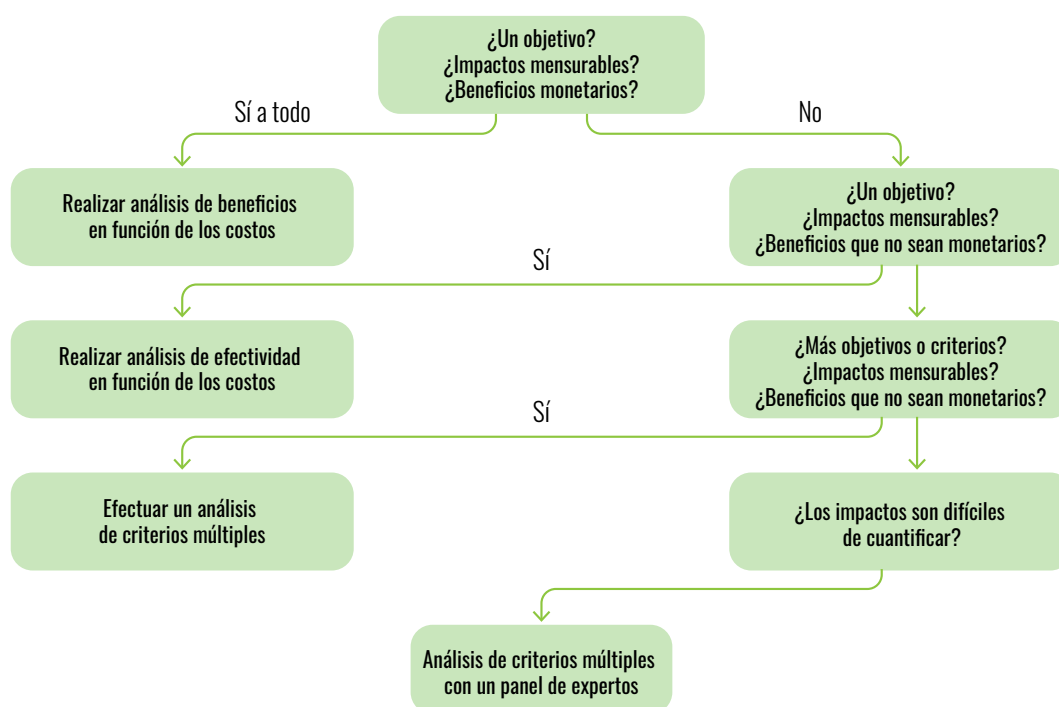 ¿Un objetivo?
¿Impactos mensurables?
¿Beneficios monetarios?
Sí a todo
No
Realizar análisis de beneficios
en función de los costos
¿Un objetivo?
¿Impactos mensurables?
¿Beneficios que no sean monetarios?
Sí
Realizar análisis de efectividad
en función de los costos
¿Más objetivos o criterios?
¿Impactos mensurables?
¿Beneficios que no sean monetarios?
Sí
Efectuar un análisis
de criterios múltiples
¿Los impactos son difíciles
de cuantificar?
Análisis de criterios múltiples
con un panel de expertos